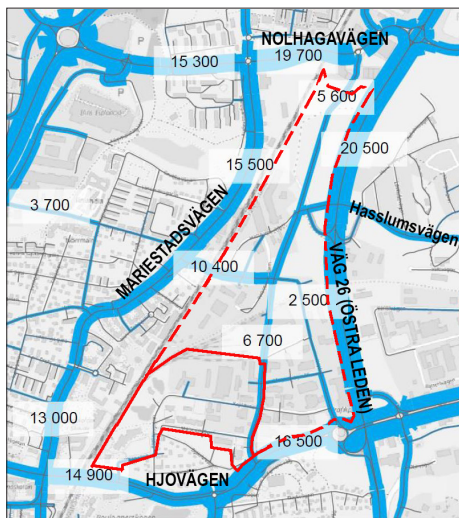 NOLHAGAVÄGEN
15 300
19 700
5 600
20 500
15 500
3 700
Hasslumsvägen
MARIESTADSVÄGEN
10 400
2 500
VÄG 26 (ÖSTRA LEDEN)
6 700
13 000
16 500
14 900
HJOVÄGEN
P
P